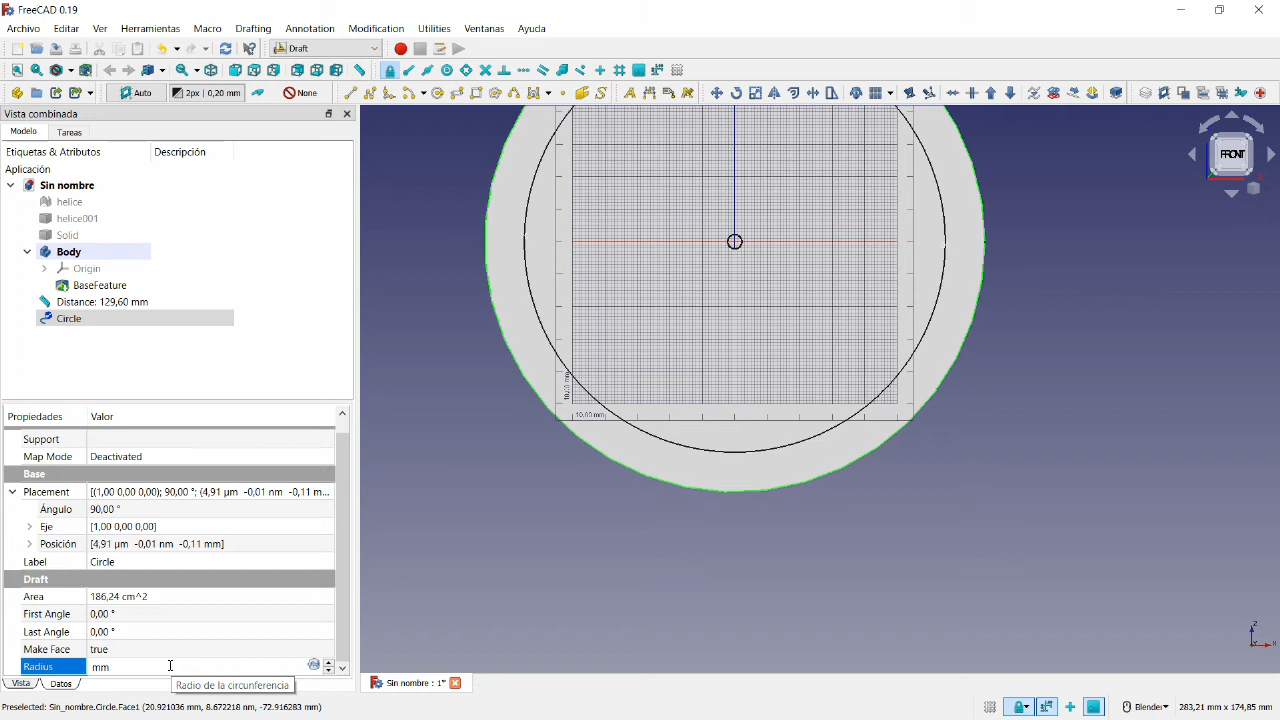 FreeCAD 0.19
Archivo Editar Ver Herramientas Macro Drafting Annotation Modification Utilities Ventanas Ayuda
Draft
Auto 2px | 0,20 mm None
Vista combinada
Modelo Tareas
Etiquetas & Atributos Descripción
Aplicación
Sin nombre
helice
helice001
Solid
Body
Origin
BaseFeature
Distance: 129,60 mm
Circle
Propiedades Valor
Support
Map Mode Deactivated
Base
Placement [(1,00 0,00 0,00); 90,00 °; (4,91 µm -0,01 nm -0,11 m...
Ángulo 90,00 °
Eje [1,00 0,00 0,00]
Posición [4,91 µm -0,01 nm -0,11 mm]
Label Circle
Draft
Area 186,24 cm^2
First Angle 0,00 °
Last Angle 0,00 °
Make Face true
Radius mm
Radio de la circunferencia
Vista Datos
10,00 mm
10,00 mm
FRONT
Z
X
Sin nombre : 1*
Preselected: Sin_nombre.Circle.Face1 (20.921036 mm, 8.672218 nm, -72.916283 mm)
Blender 283,21 mm x 174,85 mm